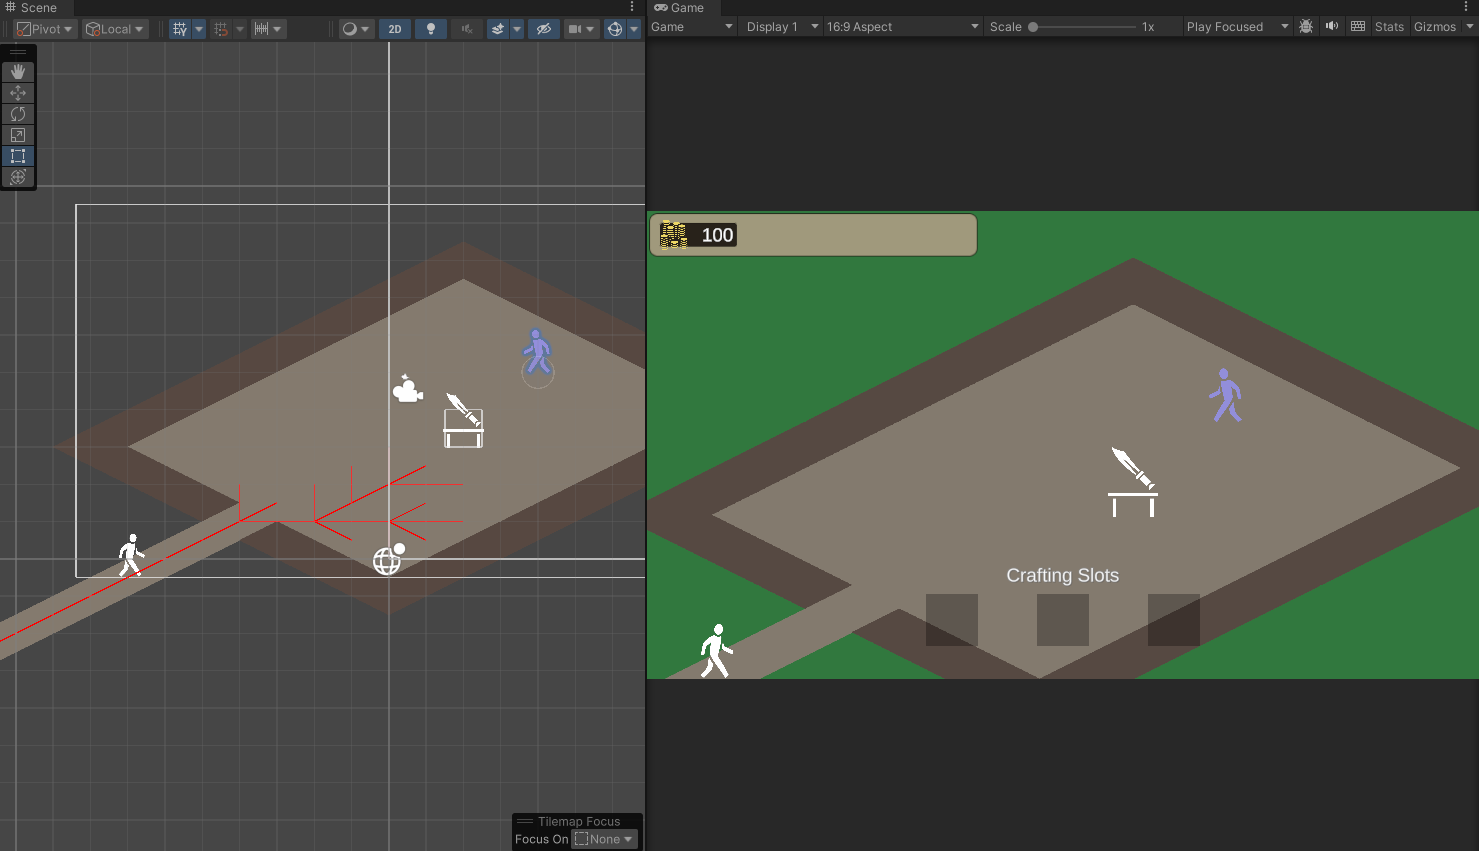 Scene
Pivot
Local
2D
Tilemap Focus
Focus On None
Game
Game Display 1 16:9 Aspect Scale 1x Play Focused Stats Gizmos
100
Crafting Slots